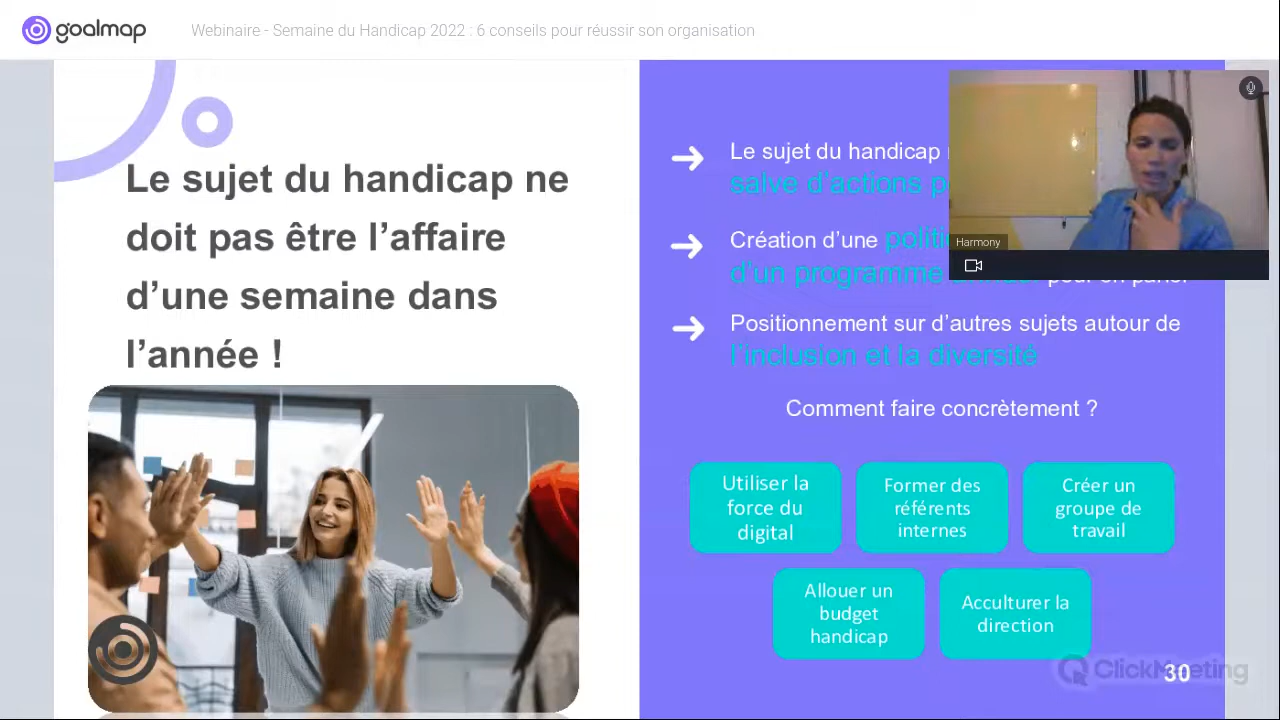 goalmap
Webinaire - Semaine du Handicap 2022 : 6 conseils pour réussir son organisation
Le sujet du handicap ne
doit pas être l’affaire
d’une semaine dans
l’année !
Le sujet du handicap
salve d’actions
Création d’une
d’un programme
pour en parler
Positionnement sur d’autres sujets autour de
l’inclusion et la diversité
Comment faire concrètement ?
Utiliser la
force du
digital
Former des
référents
internes
Créer un
groupe de
travail
Allouer un
budget
handicap
Acculturer la
direction
Harmony
ClickMeeting
30